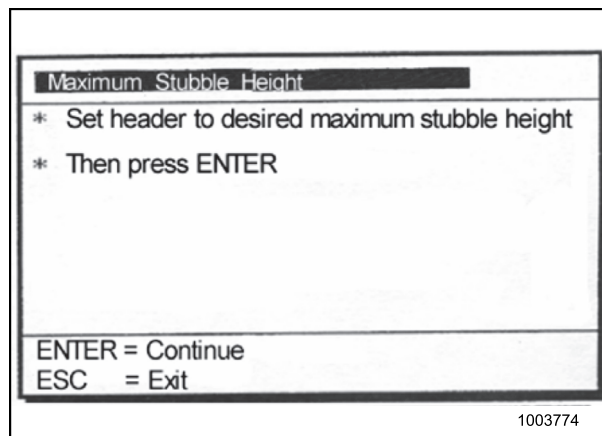 Maximum Stubble Height
* Set header to desired maximum stubble height
* Then press ENTER
ENTER = Continue
ESC = Exit
1003774